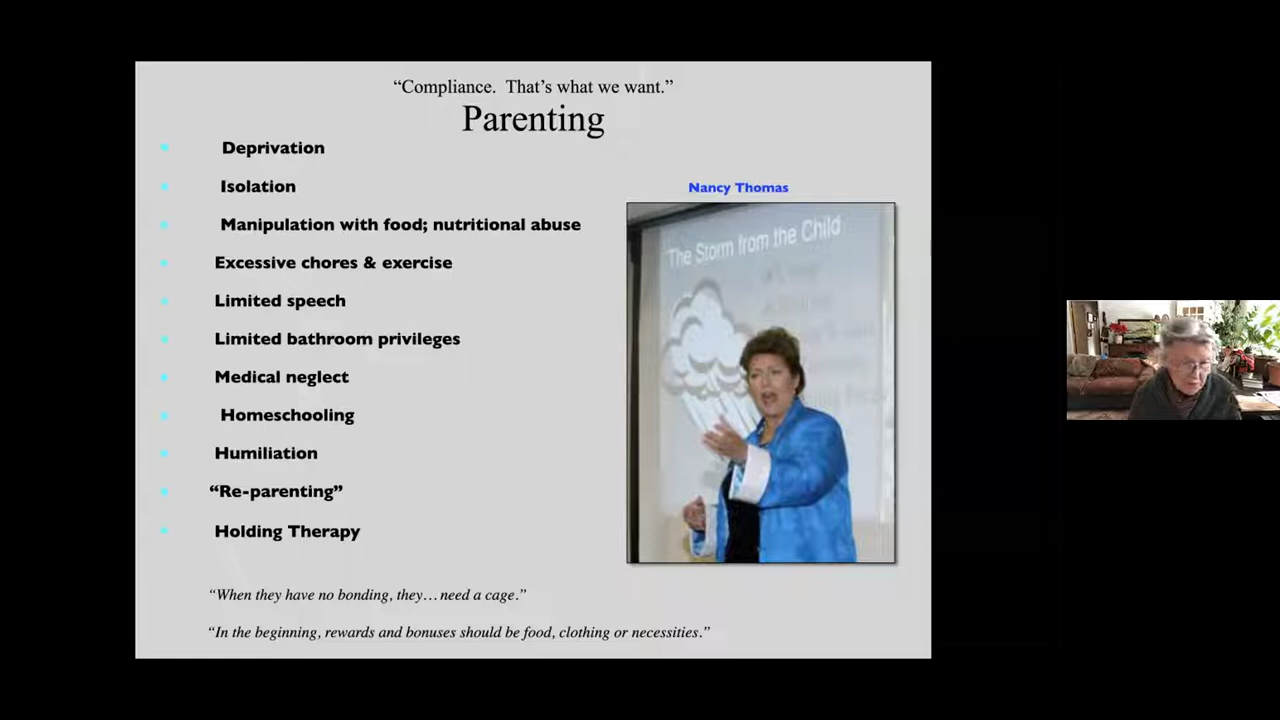 “Compliance.  That’s what we want.”
Parenting
Deprivation
Isolation
Manipulation with food; nutritional abuse
Excessive chores & exercise
Limited speech
Limited bathroom privileges
Medical neglect
Homeschooling
Humiliation
“Re-parenting”
Holding Therapy
Nancy Thomas
The Storm from the Child
“When they have no bonding, they… need a cage.”
“In the beginning, rewards and bonuses should be food, clothing or necessities.”